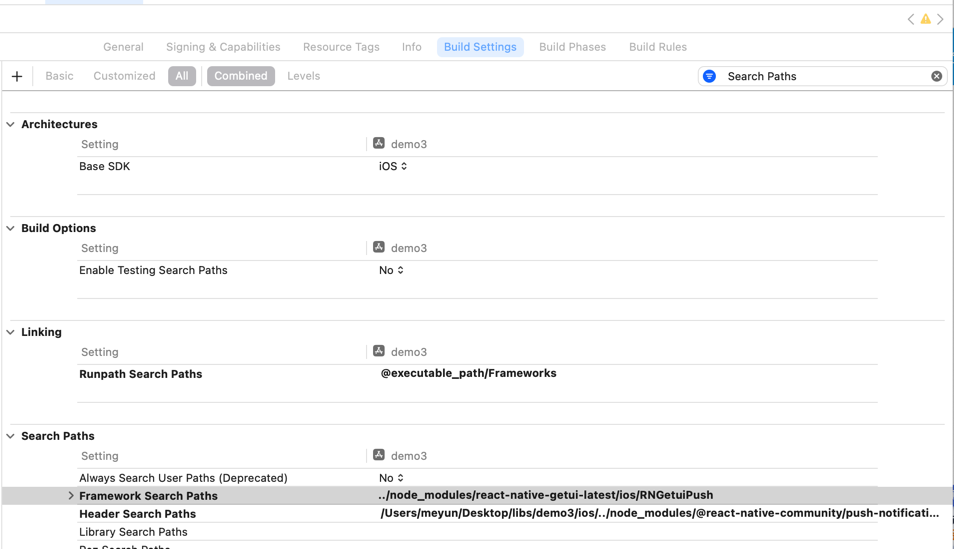 General Signing & Capabilities Resource Tags Info Build Settings Build Phases Build Rules
+ Basic Customized All Combined Levels Search Paths
Architectures
Setting demo3
Base SDK iOS
Build Options
Setting demo3
Enable Testing Search Paths No
Linking
Setting demo3
Runpath Search Paths @executable_path/Frameworks
Search Paths
Setting demo3
Always Search User Paths (Deprecated) No
Framework Search Paths ../node_modules/react-native-getui-latest/ios/RNGetuiPush
Header Search Paths /Users/meyun/Desktop/libs/demo3/ios/../node_modules/@react-native-community/push-notificati...
Library Search Paths
Search Paths